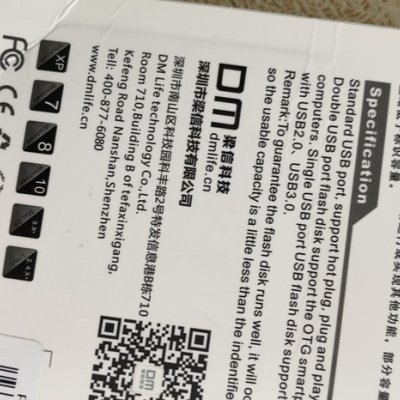 Specification
Standard USB port, support hot plug, plug and play
Double USB port flash disk support the OTG
computers. Single USB port USB flash disk support
with USB2.0、USB3.0,
Remark:To guarantee the flash disk runs well, it will
so the usable capacity is a little less than the
DM 梁信科技
dmlife.cn
深圳市梁信科技有限公司
深圳市南山区科技园科丰路2号特发信息港B栋710
DM Life technology Co.,Ltd.
Room 710,Building B of tefaxinxigang,
Kefeng Road Nanshan,Shenzhen
Tell: 400-877-6080
www.dmlife.cn
XP
7
8
10
FC CE
DM